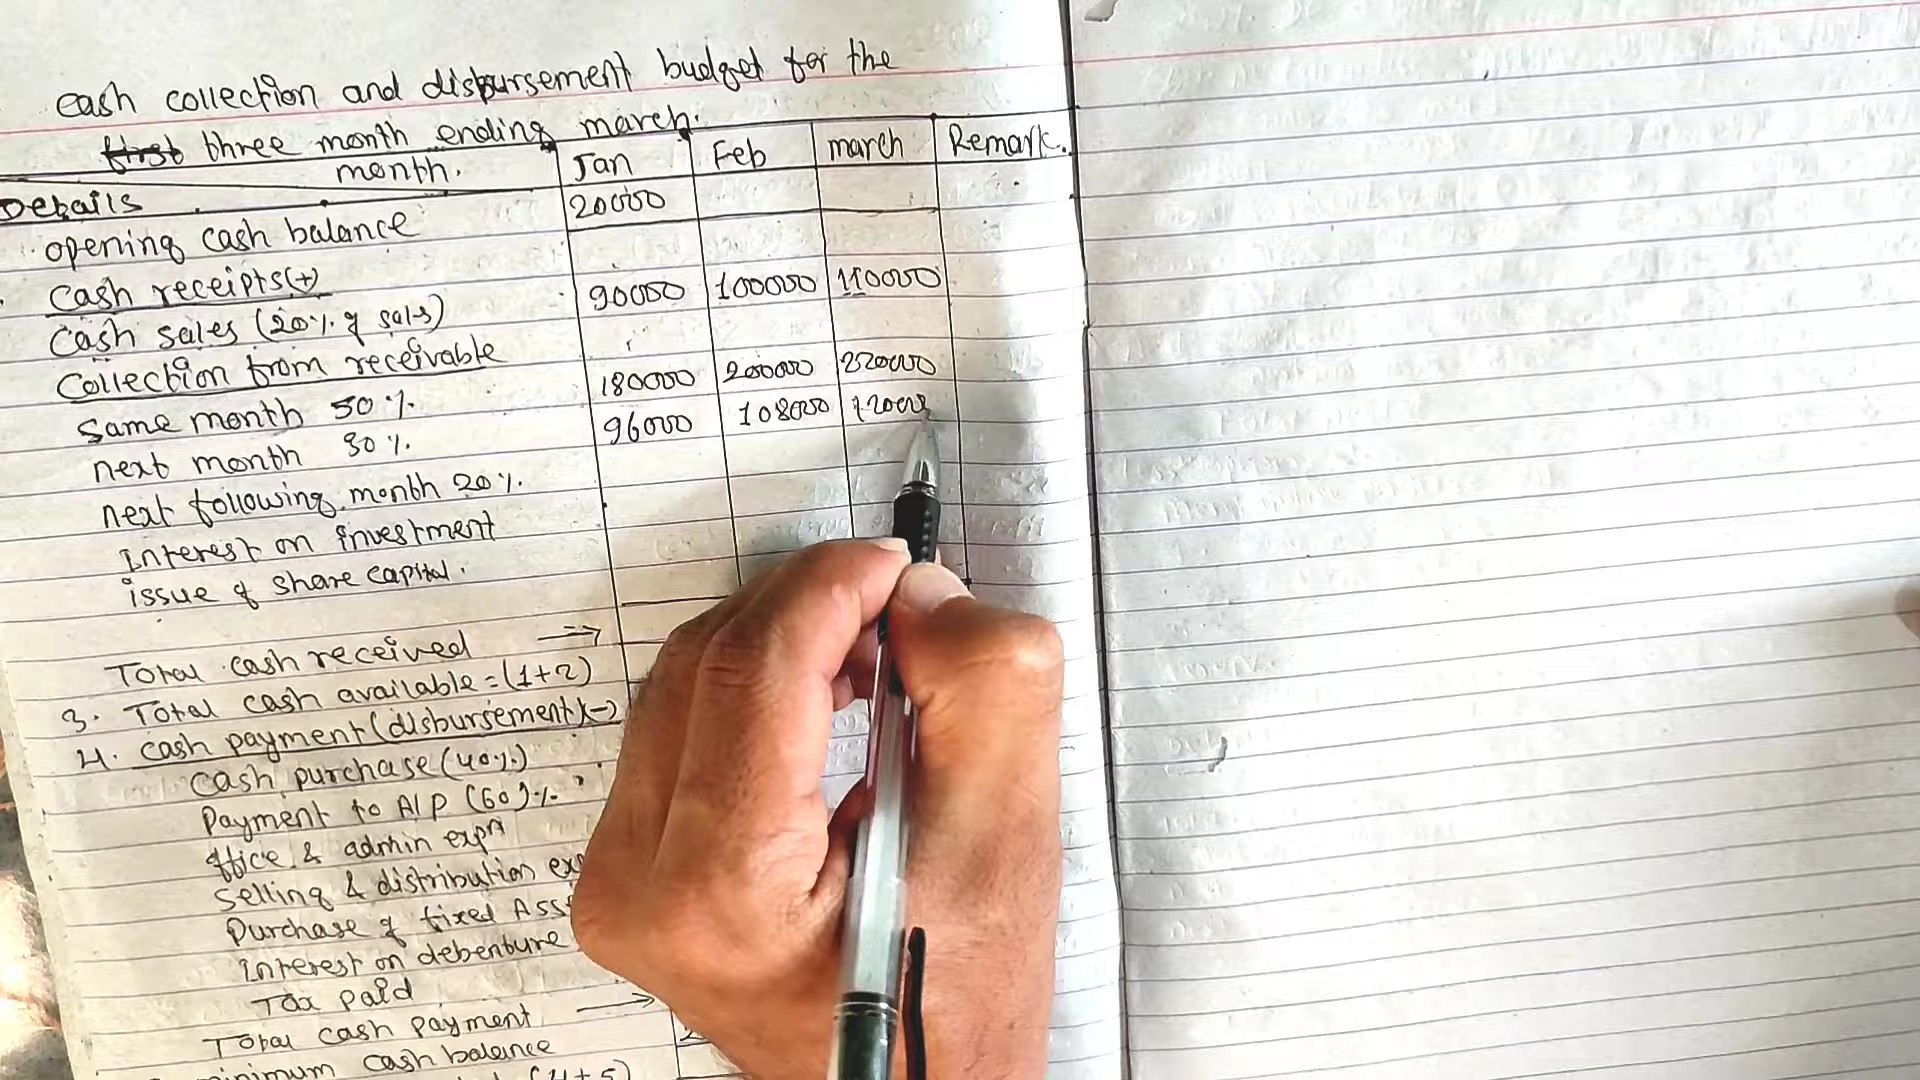 cash collection and disbursement budget for the
first three month ending march.
month. Jan Feb march Remark.
Details
opening cash balance 20000
cash receipts(+)
cash sales (20% of sales) 90000 100000 110000
collection from receivable
same month 50% 180000 200000 220000
next month 30% 96000 108000 12000
next following month 20%.
interest on investment
issue of share capital.
Total cash received →
3. Total cash available = (1+2)
4. cash payment (disbursement)(-)
cash purchase (40%)
Payment to A/P (60)%
office & admin expn
selling & distribution
Purchase of fixed Ass
interest on debenture
Tax paid
Total cash payment →
minimum cash balance
(4+5)